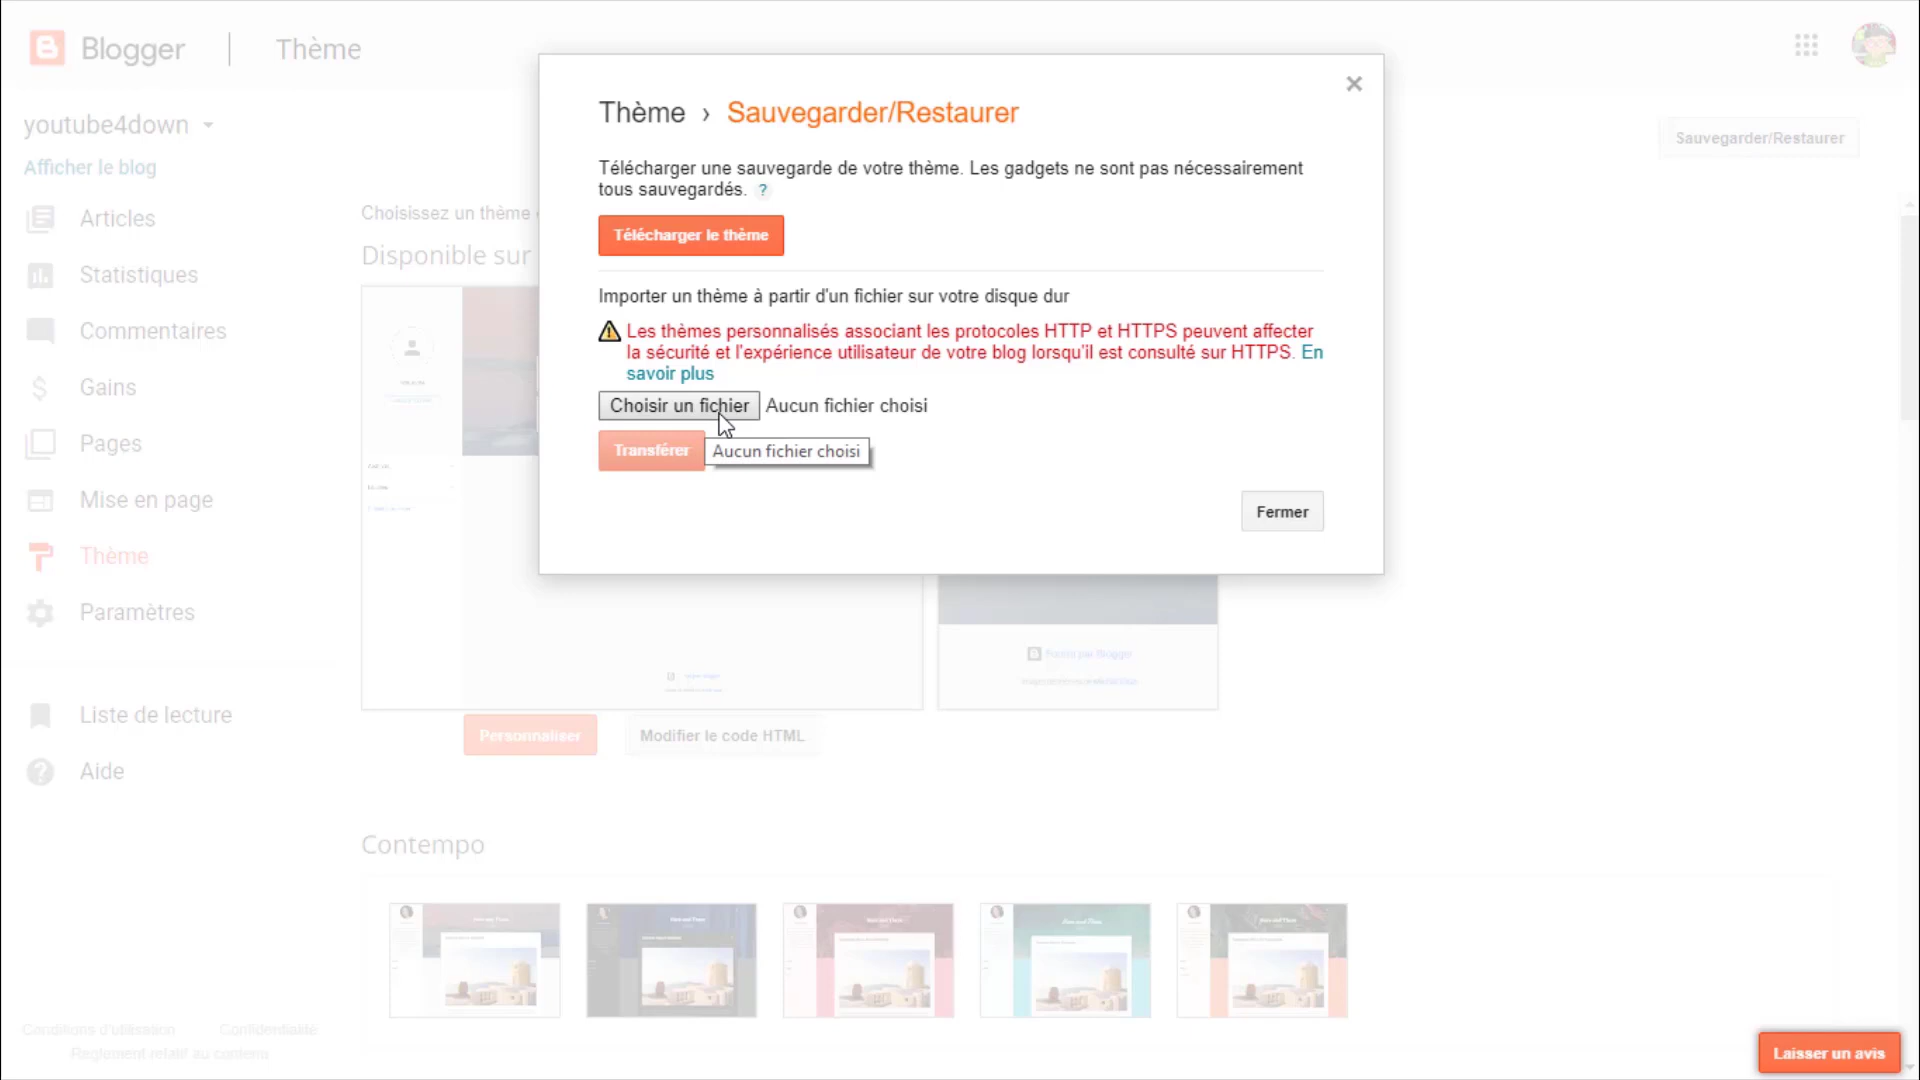 Blogger
Thème
youtube4down
Afficher le blog
Articles
Statistiques
Commentaires
Gains
Pages
Mise en page
Thème
Paramètres
Liste de lecture
Aide
Conditions d'utilisation
Confidentialité
Règlement relatif au contenu
Sauvegarder/Restaurer
Choisissez un thème
Disponible sur
Thème › Sauvegarder/Restaurer
Télécharger une sauvegarde de votre thème. Les gadgets ne sont pas nécessairement
tous sauvegardés. ?
Télécharger le thème
Importer un thème à partir d'un fichier sur votre disque dur
Les thèmes personnalisés associant les protocoles HTTP et HTTPS peuvent affecter
la sécurité et l'expérience utilisateur de votre blog lorsqu'il est consulté sur HTTPS. En
savoir plus
Choisir un fichier Aucun fichier choisi
Transférer
Aucun fichier choisi
Fermer
Fourni par Blogger
Personnaliser
Modifier le code HTML
Contempo
Laisser un avis